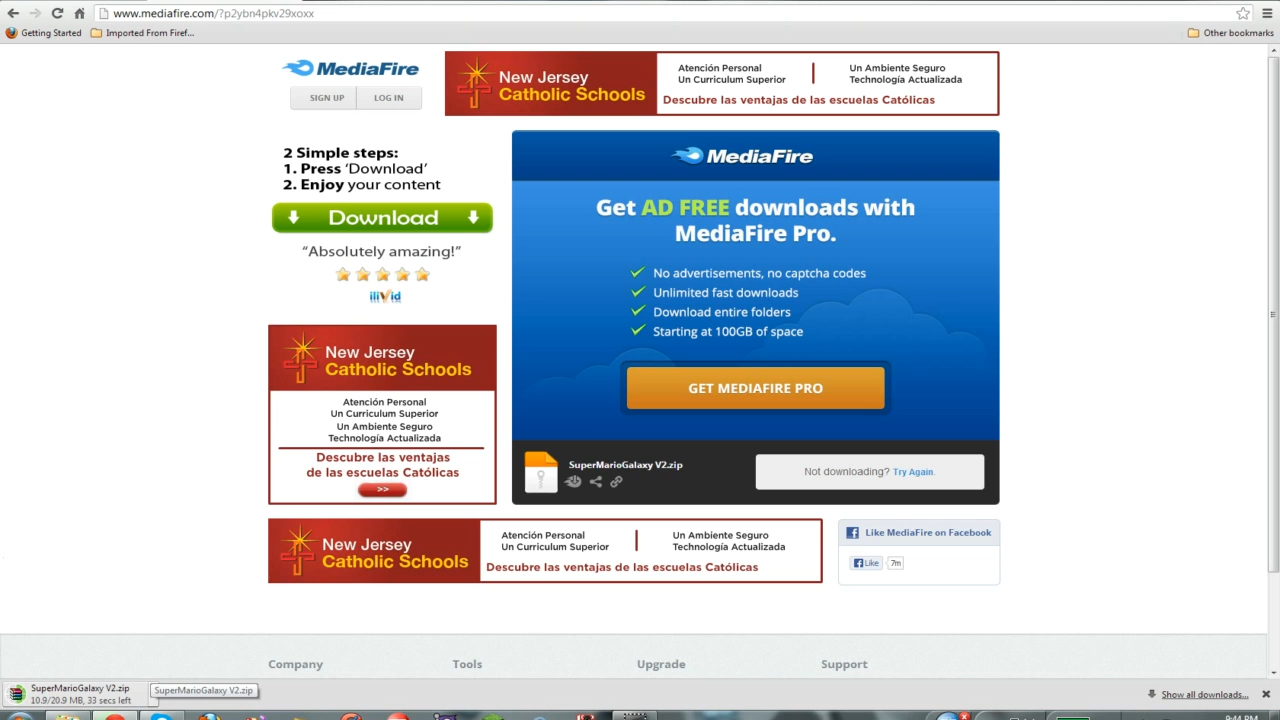 www.mediafire.com/?p2ybn4pkv29xoxx
Getting Started
Imported From Firef...
Other bookmarks
MediaFire
SIGN UP
LOG IN
New Jersey
Catholic Schools
Atención Personal
Un Curriculum Superior
Un Ambiente Seguro
Technología Actualizada
Descubre las ventajas de las escuelas Católicas
2 Simple steps:
1. Press ‘Download’
2. Enjoy your content
Download
“Absolutely amazing!”
ilivid
New Jersey
Catholic Schools
Atención Personal
Un Curriculum Superior
Un Ambiente Seguro
Technología Actualizada
Descubre las ventajas
de las escuelas Católicas
>>
MediaFire
Get AD FREE downloads with
MediaFire Pro.
No advertisements, no captcha codes
Unlimited fast downloads
Download entire folders
Starting at 100GB of space
GET MEDIAFIRE PRO
SuperMarioGalaxy V2.zip
Not downloading? Try Again.
New Jersey
Catholic Schools
Atención Personal
Un Curriculum Superior
Un Ambiente Seguro
Technología Actualizada
Descubre las ventajas de las escuelas Católicas
Like MediaFire on Facebook
Like
7m
Company
Tools
Upgrade
Support
SuperMarioGalaxy V2.zip
10.9/20.9 MB, 33 secs left
SuperMarioGalaxy V2.zip
Show all downloads...
9:44 PM